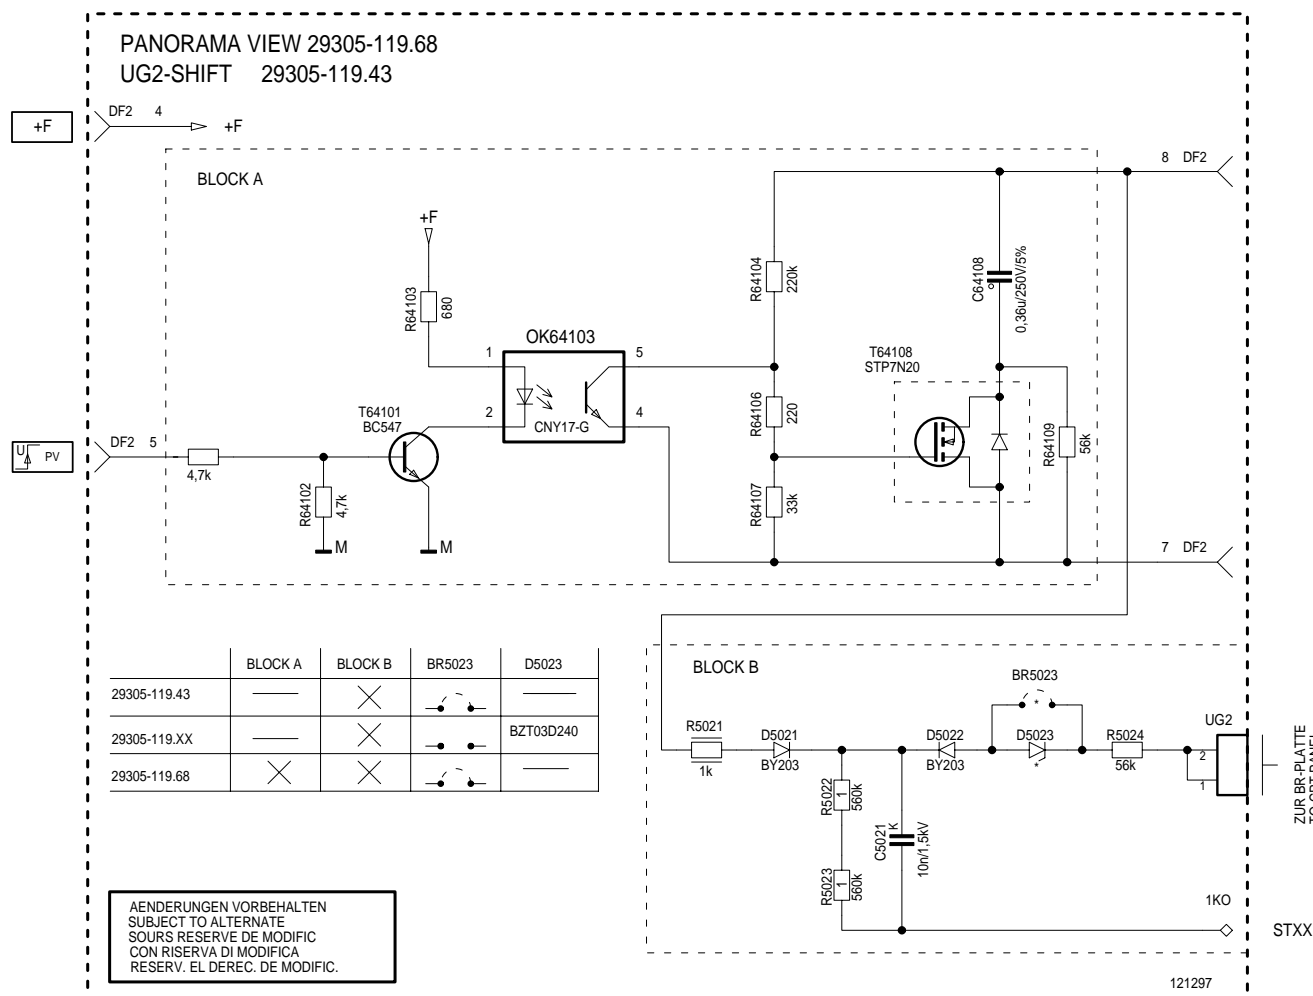 PANORAMA VIEW 29305-119.68
UG2-SHIFT 29305-119.43
+F
DF2 4
+F
8 DF2
BLOCK A
+F
R64103
680
R64104
220k
C64108
0,36u/250V/5%
OK64103
1
5
2
4
CNY17-G
T64108
STP7N20
T64101
BC547
R64106
220
R64109
56k
U PV
DF2 5
4,7k
R64102
4,7k
R64107
33k
M
M
7 DF2
BLOCK A BLOCK B BR5023 D5023
29305-119.43
29305-119.XX BZT03D240
29305-119.68
BLOCK B
BR5023
*
R5021
1k
D5021
BY203
D5022
BY203
D5023
*
R5024
56k
UG2
2
1
ZUR BR-PLATTE
TO CRT PANEL
R5022
1
560k
C5021
K
10n/1,5kV
R5023
1
560k
1KO
STXX
AENDERUNGEN VORBEHALTEN
SUBJECT TO ALTERNATE
SOURS RESERVE DE MODIFIC
CON RISERVA DI MODIFICA
RESERV. EL DEREC. DE MODIFIC.
121297